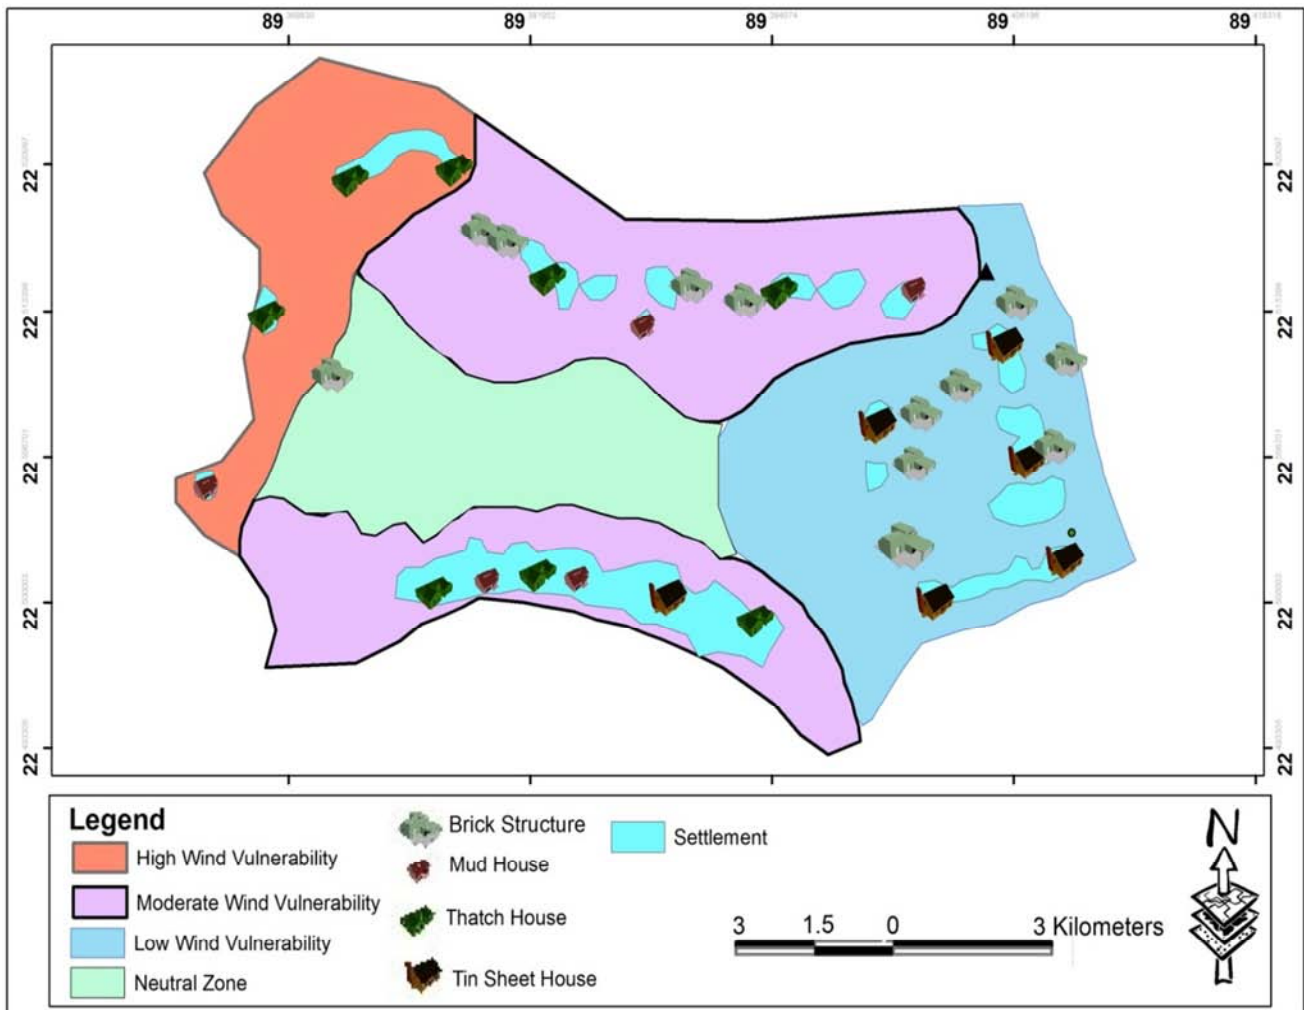 89 89 89 89 89
22 22
22 22
22 22
22 22
22 22
Legend
High Wind Vulnerability
Moderate Wind Vulnerability
Low Wind Vulnerability
Neutral Zone
Brick Structure
Mud House
Thatch House
Tin Sheet House
Settlement
3 1.5 0 3 Kilometers
N